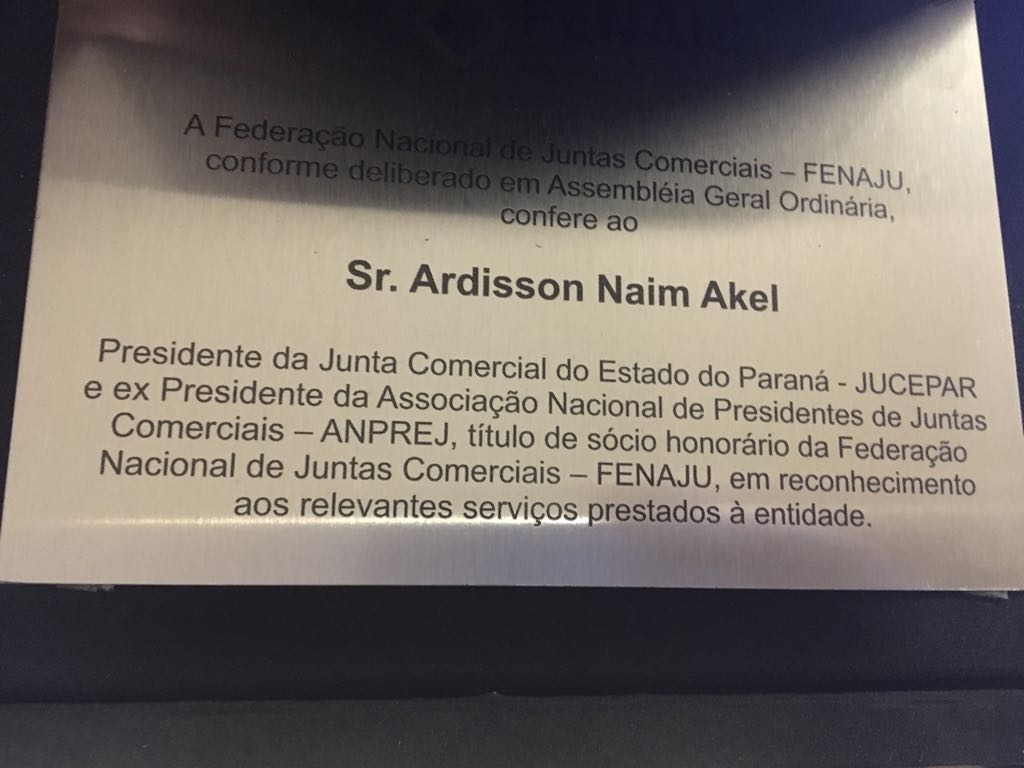 A Federação Nacional de Juntas Comerciais – FENAJU,
conforme deliberado em Assembléia Geral Ordinária,
confere ao
Sr. Ardisson Naim Akel
Presidente da Junta Comercial do Estado do Paraná - JUCEPAR
e ex Presidente da Associação Nacional de Presidentes de Juntas
Comerciais – ANPREJ, título de sócio honorário da Federação
Nacional de Juntas Comerciais – FENAJU, em reconhecimento
aos relevantes serviços prestados à entidade.